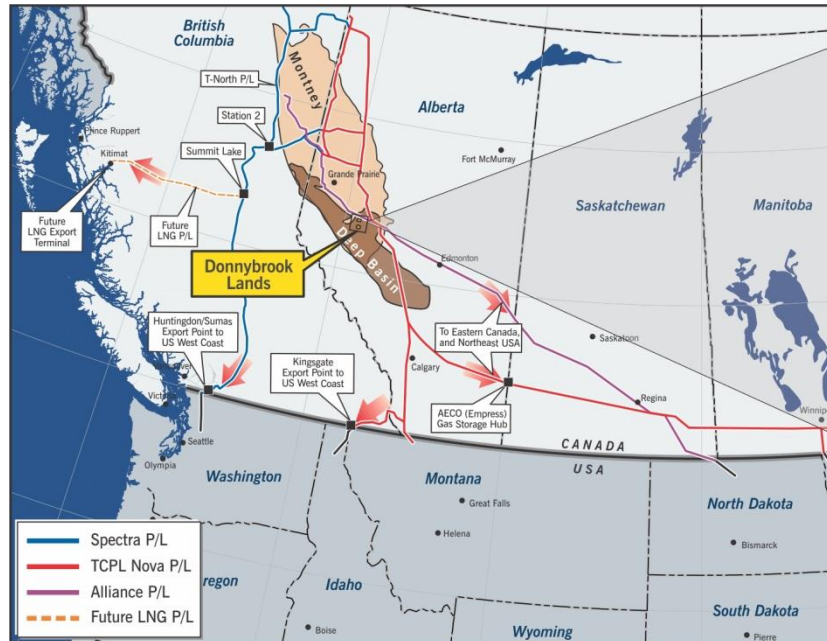 British
Columbia
Montney
T-North P/L
Alberta
Station 2
Prince Ruppert
Kitimat
Summit Lake
Fort McMurray
Grande Prairie
Saskatchewan
Manitoba
Future
LNG Export
Terminal
Future
LNG P/L
Donnybrook
Lands
Deep Basin
Edmonton
Huntingdon/Sumas
Export Point to
US West Coast
Kingsgate
Export Point to
US West Coast
To Eastern Canada,
and Northeast USA
Saskatoon
Calgary
AECO (Empress)
Gas Storage Hub
Regina
Winnip
Victoria
Seattle
Olympia
CANADA
USA
Washington
Montana
Great Falls
Helena
North Dakota
Bismarck
Spectra P/L
TCPL Nova P/L
Alliance P/L
Future LNG P/L
regon
Idaho
Boise
Wyoming
South Dakota
Pierre